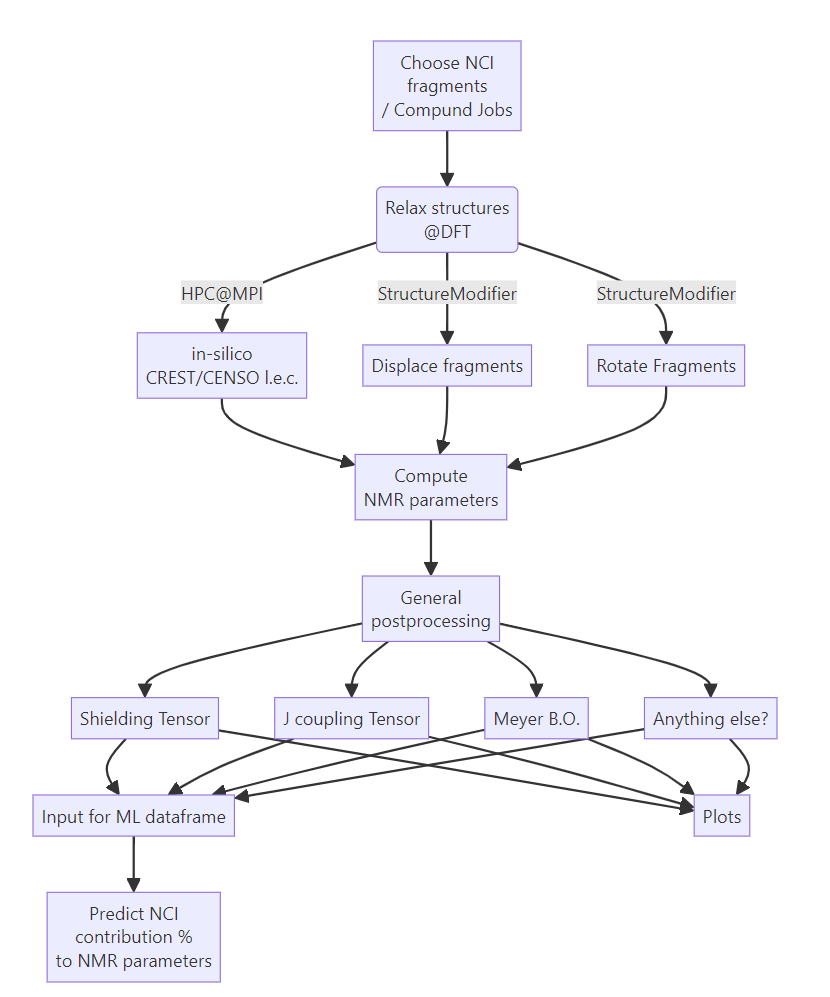 Choose NCI
fragments
/ Compund Jobs
Relax structures
@DFT
HPC@MPI
StructureModifier
StructureModifier
in-silico
CREST/CENSO l.e.c.
Displace fragments
Rotate Fragments
Compute
NMR parameters
General
postprocessing
Shielding Tensor
J coupling Tensor
Meyer B.O.
Anything else?
Input for ML dataframe
Plots
Predict NCI
contribution %
to NMR parameters